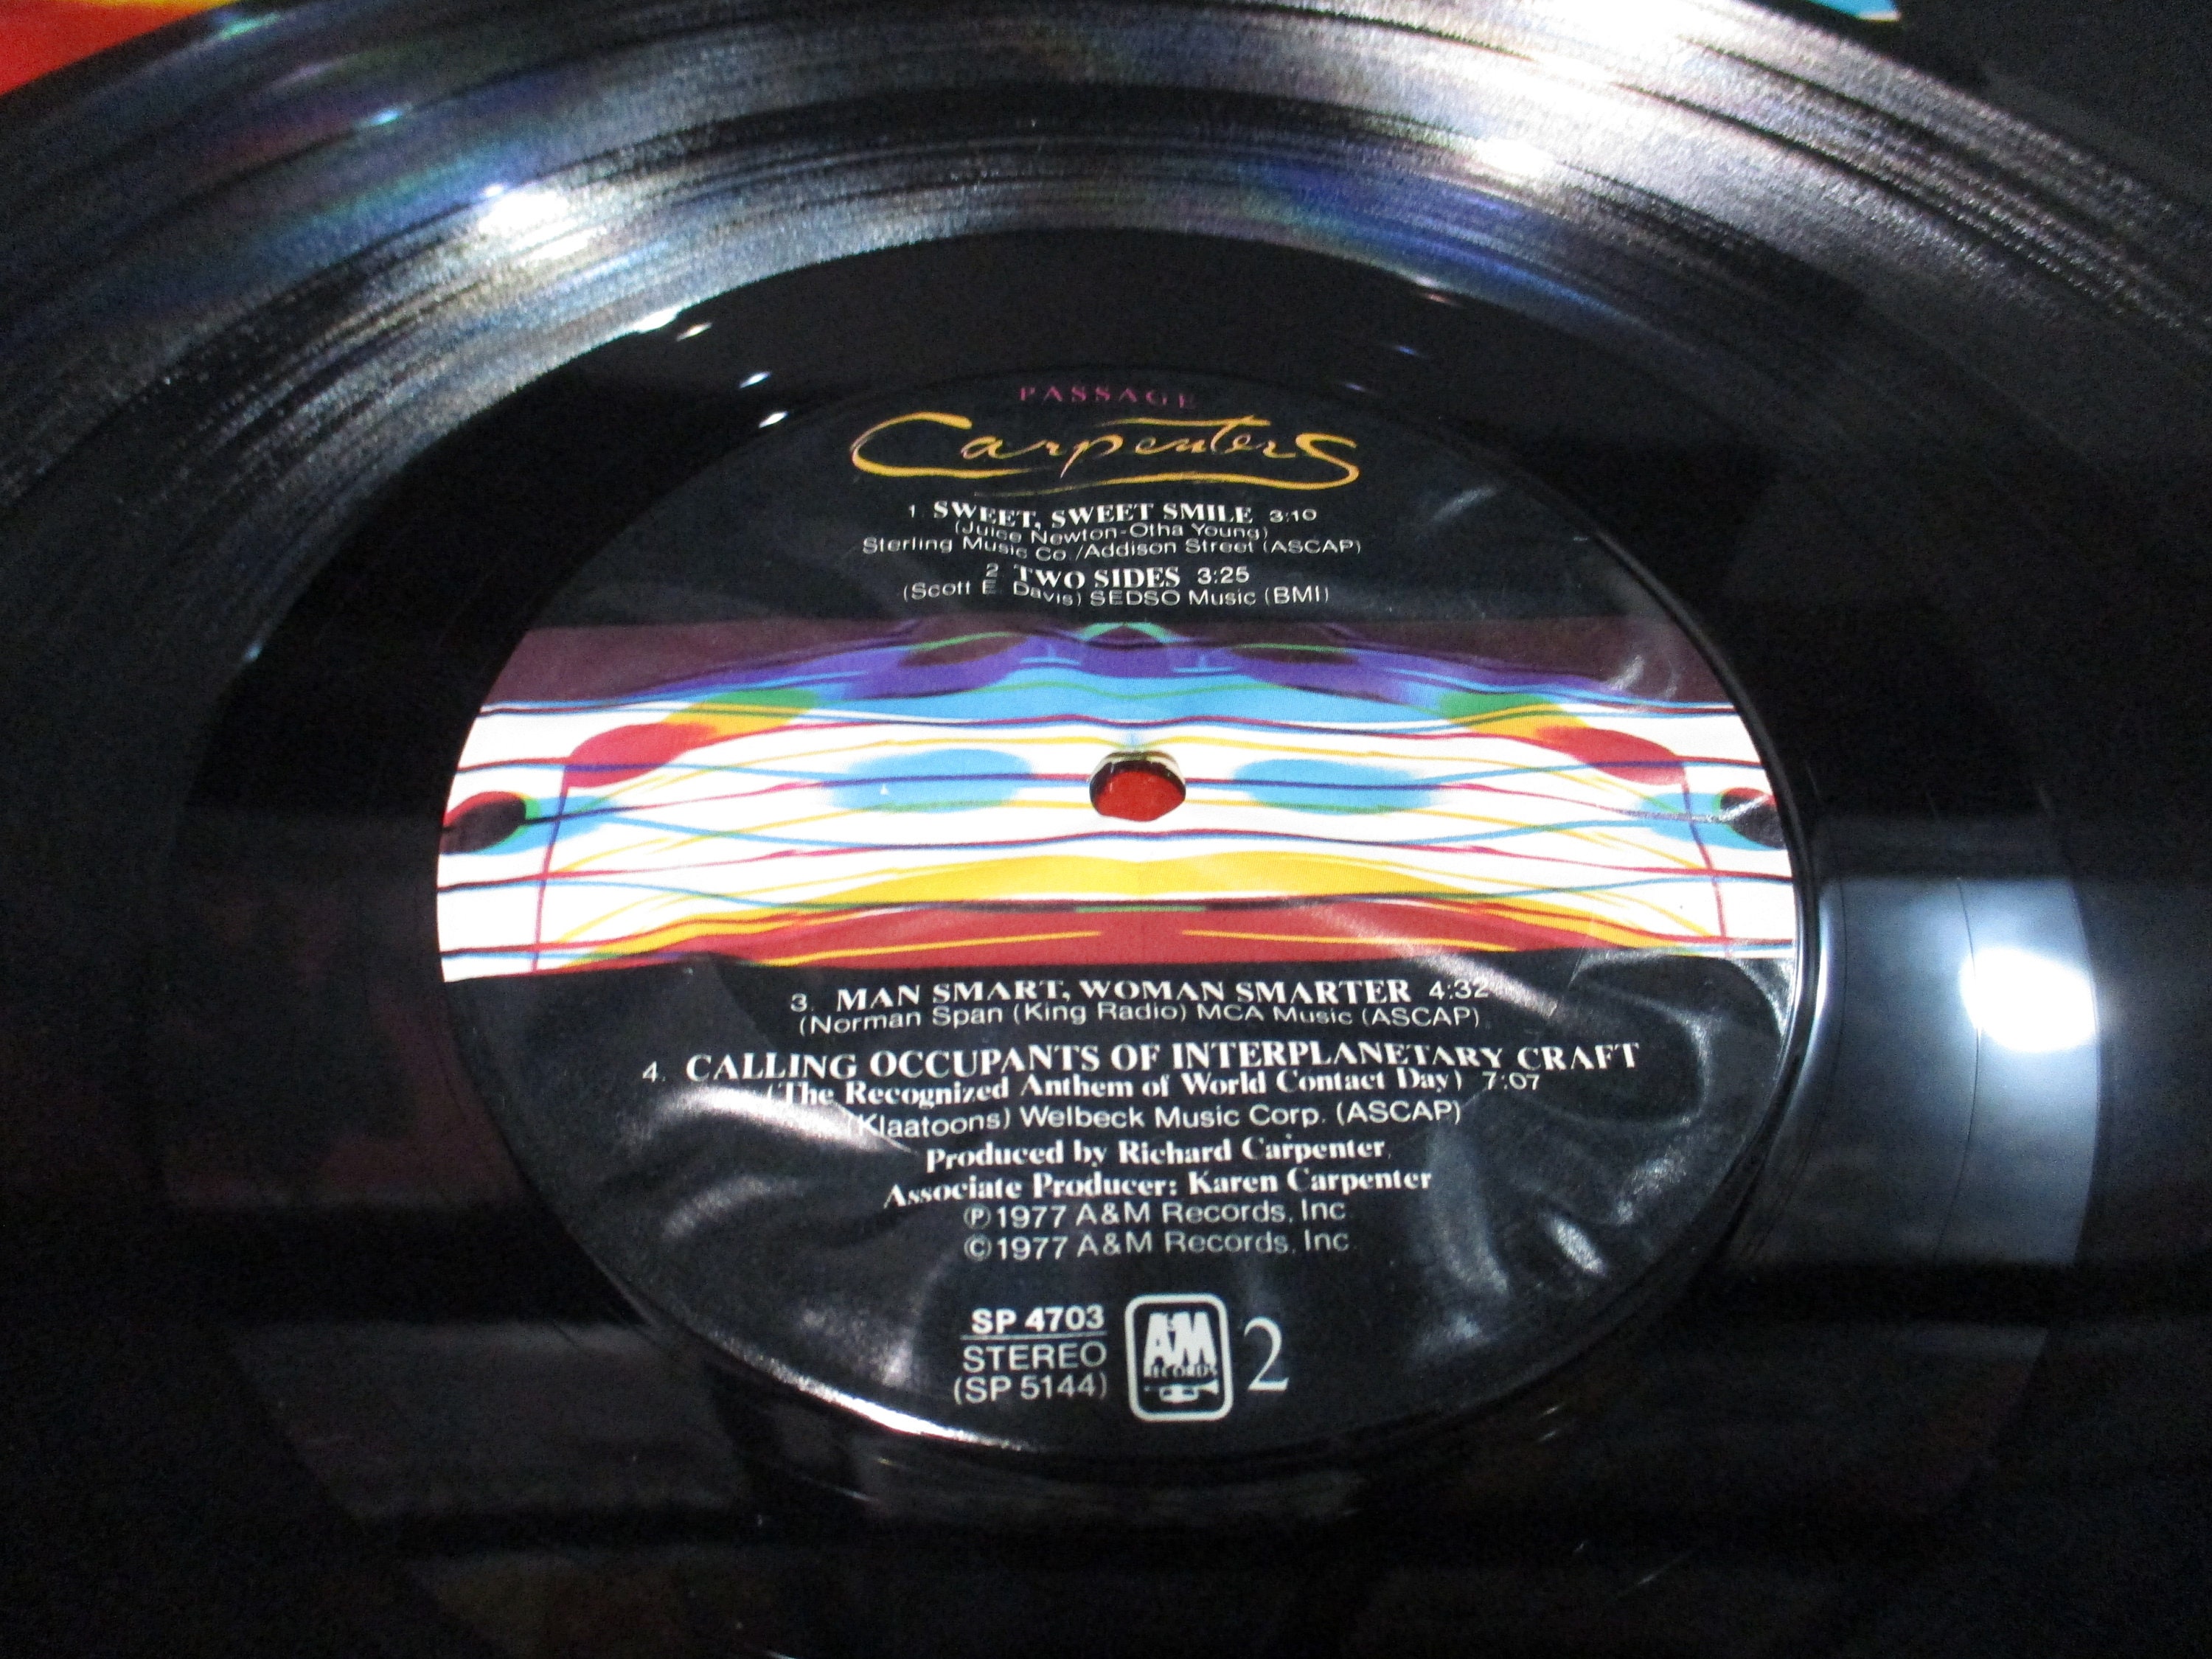 PASSAGE
Carpenters
1 SWEET, SWEET SMILE 3:10
(Juice Newton-Otha Young)
Sterling Music Co /Addison Street (ASCAP)
2 TWO SIDES 3:25
(Scott E. Davis) SEDSO Music (BMI)
3. MAN SMART, WOMAN SMARTER 4:32
(Norman Span (King Radio) MCA Music (ASCAP)
4. CALLING OCCUPANTS OF INTERPLANETARY CRAFT
(The Recognized Anthem of World Contact Day) 7:07
(Klaatoons) Welbeck Music Corp. (ASCAP)
Produced by Richard Carpenter
Associate Producer: Karen Carpenter
Ⓟ1977 A&M Records, Inc
©1977 A&M Records, Inc.
SP 4703
STEREO
(SP 5144)
A&M
RECORDS
2